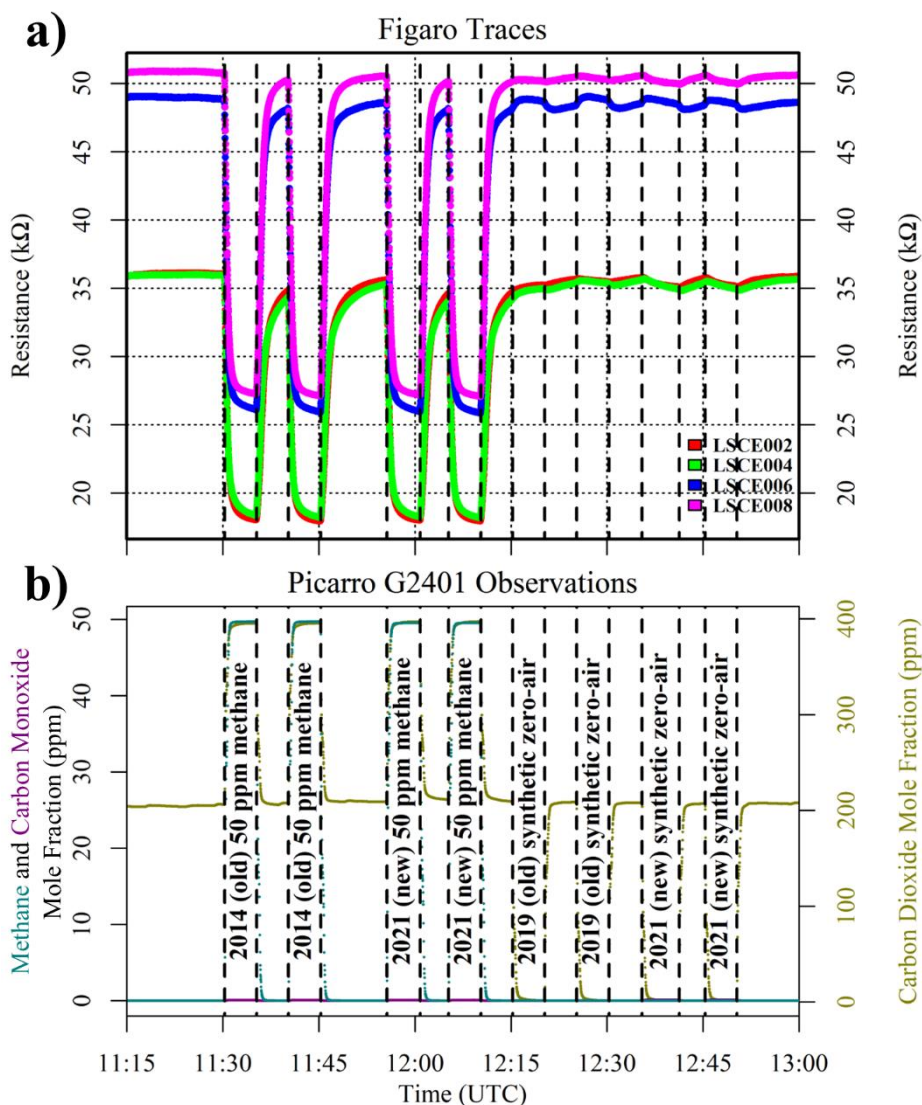 a)
Figaro Traces
50
45
40
35
30
25
20
Resistance (kΩ)
50
45
40
35
30
25
20
Resistance (kΩ)
LSCE002
LSCE004
LSCE006
LSCE008
b)
Picarro G2401 Observations
Methane and Carbon Monoxide
Mole Fraction (ppm)
50
40
30
20
10
0
2014 (old) 50 ppm methane
2014 (old) 50 ppm methane
2021 (new) 50 ppm methane
2021 (new) 50 ppm methane
2019 (old) synthetic zero-air
2019 (old) synthetic zero-air
2021 (new) synthetic zero-air
2021 (new) synthetic zero-air
400
300
200
100
0
Carbon Dioxide Mole Fraction (ppm)
11:15 11:30 11:45 12:00 12:15 12:30 12:45 13:00
Time (UTC)